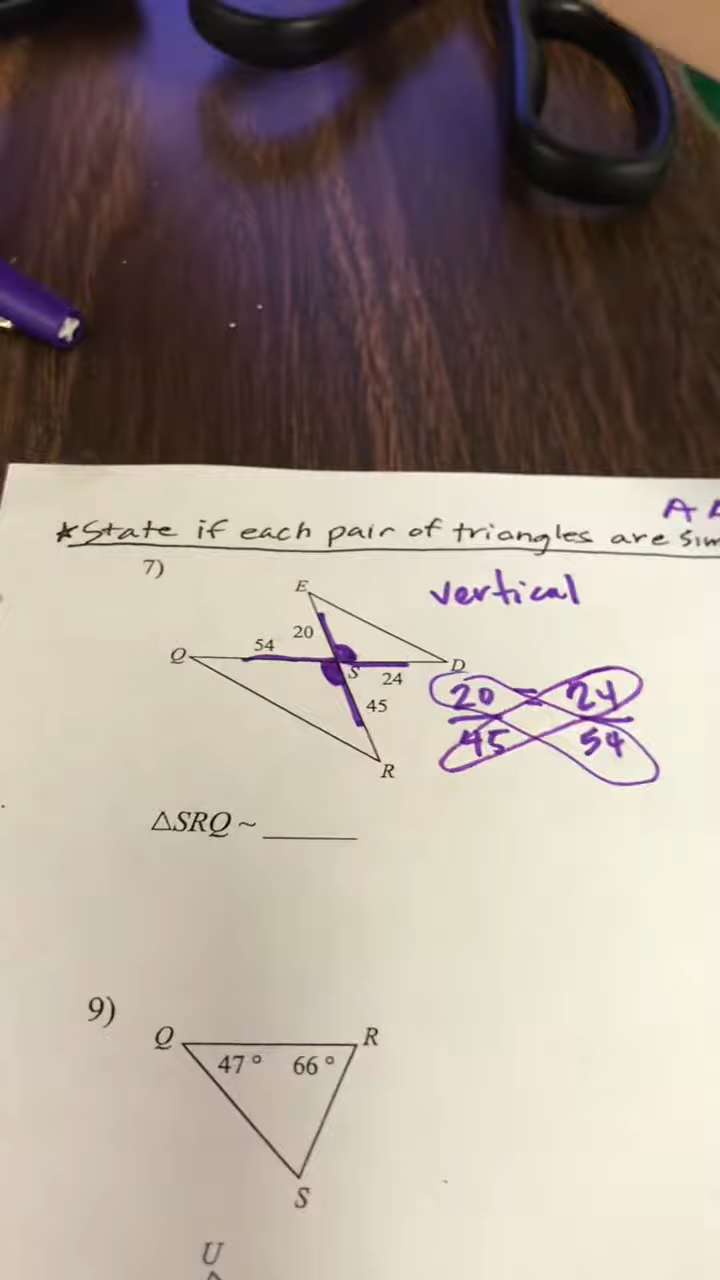 A
*State if each pair of triangles are sim
7)
vertical
E
20
54
Q
S
D
24
45
R
20 = 24
45 54
△SRQ ~ ______
9)
Q
R
47° 66°
S
U